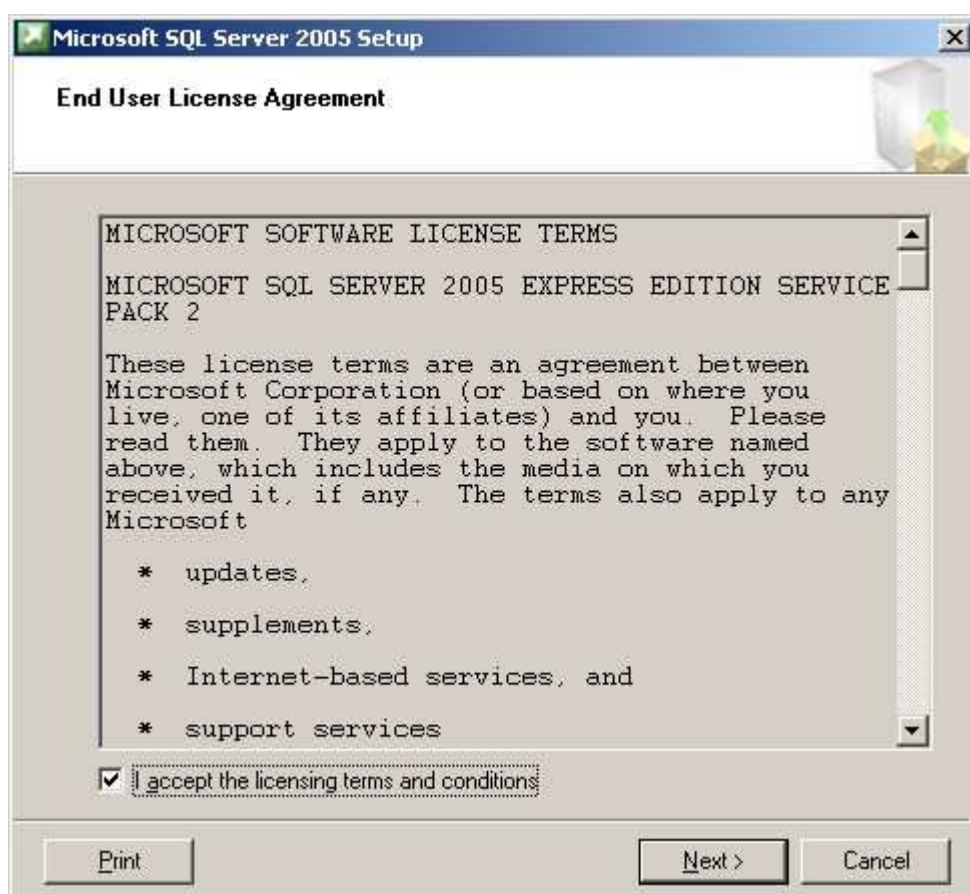 Microsoft SQL Server 2005 Setup
End User License Agreement
MICROSOFT SOFTWARE LICENSE TERMS
MICROSOFT SQL SERVER 2005 EXPRESS EDITION SERVICE
PACK 2
These license terms are an agreement between
Microsoft Corporation (or based on where you
live, one of its affiliates) and you.  Please
read them.  They apply to the software named
above, which includes the media on which you
received it, if any.  The terms also apply to any
Microsoft
* updates,
* supplements,
* Internet-based services, and
* support services
I accept the licensing terms and conditions
Print
Next >
Cancel